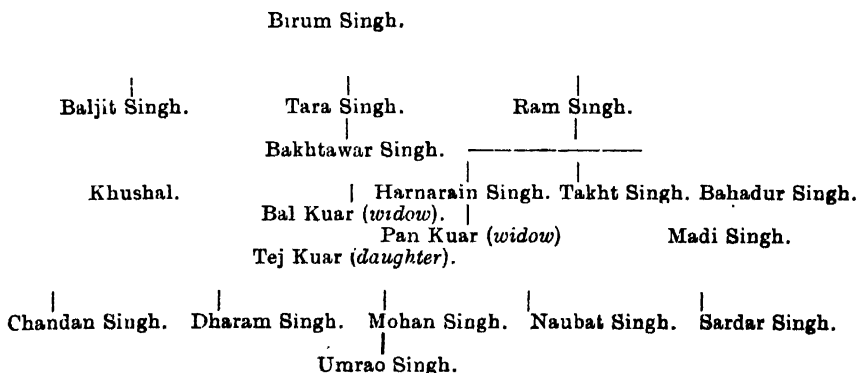 Birum Singh.
Baljit Singh. Tara Singh. Ram Singh.
Bakhtawar Singh.
Khushal. Harnarain Singh. Takht Singh. Bahadur Singh.
Bal Kuar (widow).
Pan Kuar (widow) Madi Singh.
Tej Kuar (daughter).
Chandan Singh. Dharam Singh. Mohan Singh. Naubat Singh. Sardar Singh.
Umrao Singh.